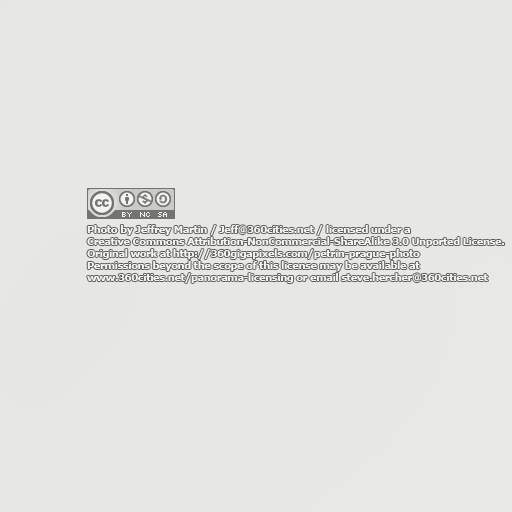 cc
BY NC SA
Photo by Jeffrey Martin / Jeff@360cities.net / licensed under a
Creative Commons Attribution-NonCommercial-ShareAlike 3.0 Unported License.
Original work at http://360gigapixels.com/petrin-prague-photo
Permissions beyond the scope of this license may be available at
www.360cities.net/panorama-licensing or email steve.hercher@360cities.net